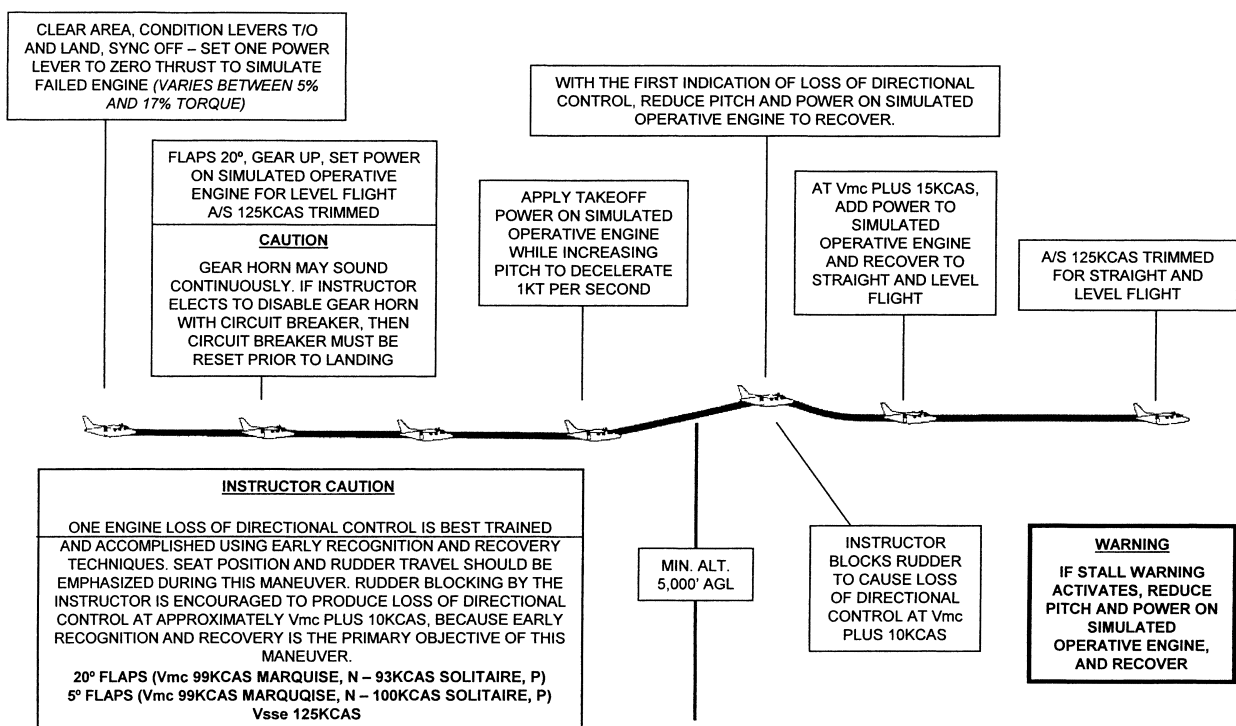 CLEAR AREA, CONDITION LEVERS T/O
AND LAND, SYNC OFF – SET ONE POWER
LEVER TO ZERO THRUST TO SIMULATE
FAILED ENGINE (VARIES BETWEEN 5%
AND 17% TORQUE)
FLAPS 20º, GEAR UP, SET POWER
ON SIMULATED OPERATIVE
ENGINE FOR LEVEL FLIGHT
A/S 125KCAS TRIMMED
CAUTION
GEAR HORN MAY SOUND
CONTINUOUSLY. IF INSTRUCTOR
ELECTS TO DISABLE GEAR HORN
WITH CIRCUIT BREAKER, THEN
CIRCUIT BREAKER MUST BE
RESET PRIOR TO LANDING
APPLY TAKEOFF
POWER ON SIMULATED
OPERATIVE ENGINE
WHILE INCREASING
PITCH TO DECELERATE
1KT PER SECOND
WITH THE FIRST INDICATION OF LOSS OF DIRECTIONAL
CONTROL, REDUCE PITCH AND POWER ON SIMULATED
OPERATIVE ENGINE TO RECOVER.
AT Vmc PLUS 15KCAS,
ADD POWER TO
SIMULATED
OPERATIVE ENGINE
AND RECOVER TO
STRAIGHT AND LEVEL
FLIGHT
A/S 125KCAS TRIMMED
FOR STRAIGHT AND
LEVEL FLIGHT
INSTRUCTOR CAUTION
ONE ENGINE LOSS OF DIRECTIONAL CONTROL IS BEST TRAINED
AND ACCOMPLISHED USING EARLY RECOGNITION AND RECOVERY
TECHNIQUES. SEAT POSITION AND RUDDER TRAVEL SHOULD BE
EMPHASIZED DURING THIS MANEUVER. RUDDER BLOCKING BY THE
INSTRUCTOR IS ENCOURAGED TO PRODUCE LOSS OF DIRECTIONAL
CONTROL AT APPROXIMATELY Vmc PLUS 10KCAS, BECAUSE EARLY
RECOGNITION AND RECOVERY IS THE PRIMARY OBJECTIVE OF THIS
MANEUVER.
20º FLAPS (Vmc 99KCAS MARQUISE, N – 93KCAS SOLITAIRE, P)
5º FLAPS (Vmc 99KCAS MARQUQISE, N – 100KCAS SOLITAIRE, P)
Vsse 125KCAS
MIN. ALT.
5,000' AGL
INSTRUCTOR
BLOCKS RUDDER
TO CAUSE LOSS
OF DIRECTIONAL
CONTROL AT Vmc
PLUS 10KCAS
WARNING
IF STALL WARNING
ACTIVATES, REDUCE
PITCH AND POWER ON
SIMULATED
OPERATIVE ENGINE,
AND RECOVER